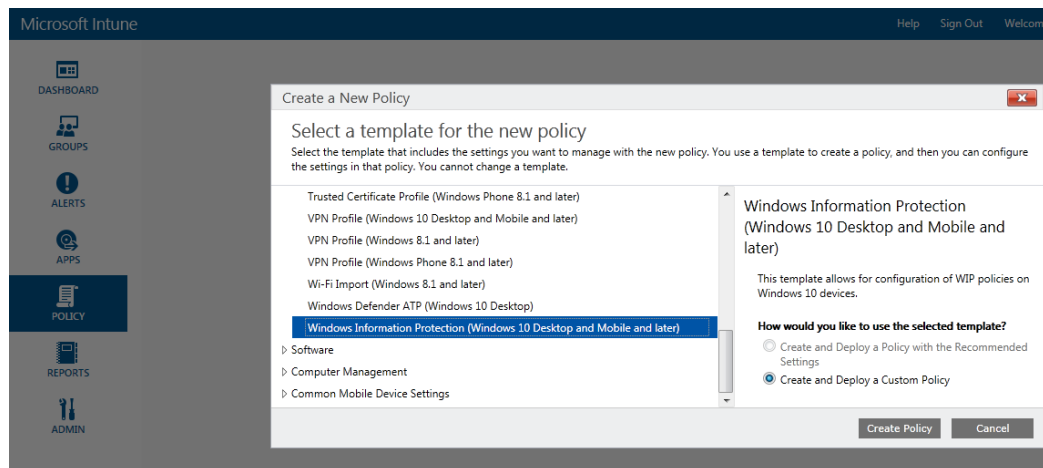 Microsoft Intune
Help Sign Out Welcom
DASHBOARD
GROUPS
ALERTS
APPS
POLICY
REPORTS
ADMIN
Create a New Policy
x
Select a template for the new policy
Select the template that includes the settings you want to manage with the new policy. You use a template to create a policy, and then you can configure
the settings in that policy. You cannot change a template.
Trusted Certificate Profile (Windows Phone 8.1 and later)
VPN Profile (Windows 10 Desktop and Mobile and later)
VPN Profile (Windows 8.1 and later)
VPN Profile (Windows Phone 8.1 and later)
Wi-Fi Import (Windows 8.1 and later)
Windows Defender ATP (Windows 10 Desktop)
Windows Information Protection (Windows 10 Desktop and Mobile and later)
Software
Computer Management
Common Mobile Device Settings
Windows Information Protection
(Windows 10 Desktop and Mobile and
later)
This template allows for configuration of WIP policies on
Windows 10 devices.
How would you like to use the selected template?
Create and Deploy a Policy with the Recommended
Settings
Create and Deploy a Custom Policy
Create Policy Cancel